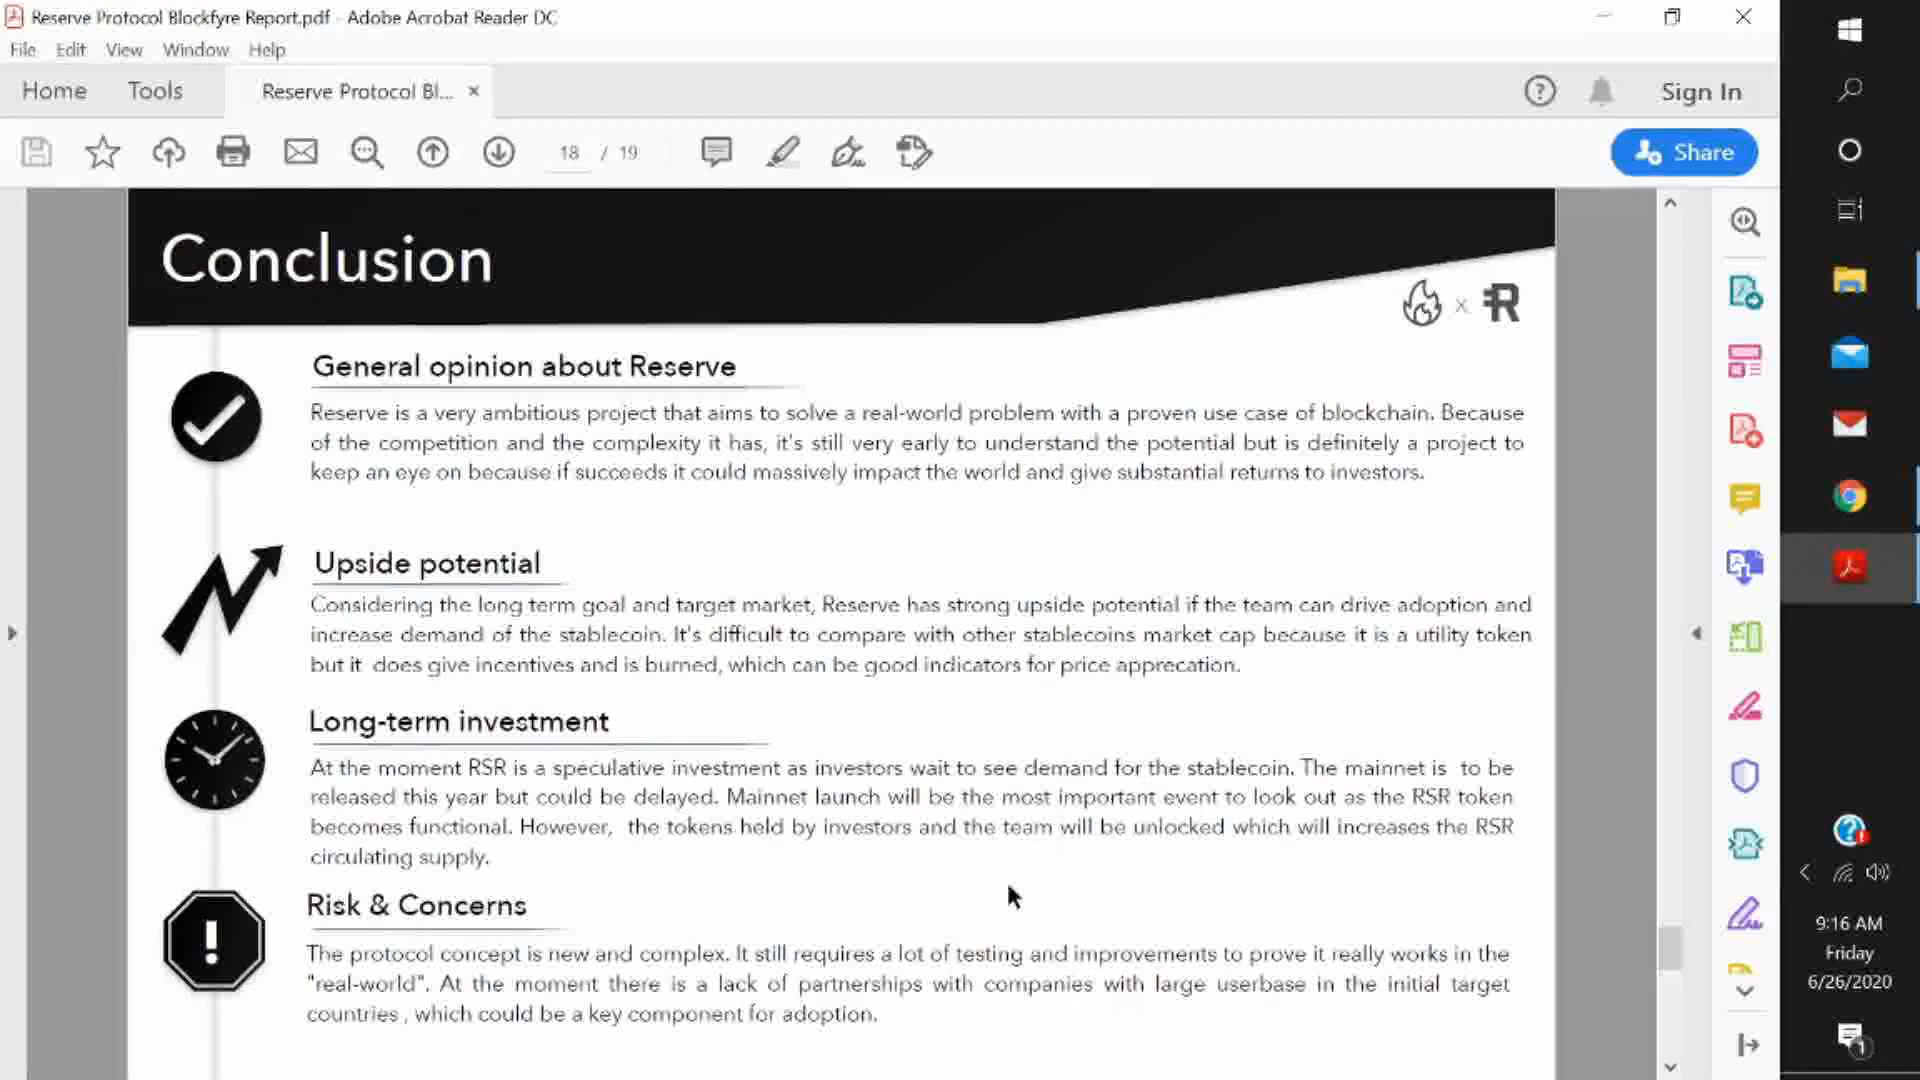 Reserve Protocol Blockfyre Report.pdf - Adobe Acrobat Reader DC
File Edit View Window Help
Home Tools Reserve Protocol Bl... × Sign In
18 / 19 Share
Conclusion
x
General opinion about Reserve
Reserve is a very ambitious project that aims to solve a real-world problem with a proven use case of blockchain. Because
of the competition and the complexity it has, it's still very early to understand the potential but is definitely a project to
keep an eye on because if succeeds it could massively impact the world and give substantial returns to investors.
Upside potential
Considering the long term goal and target market, Reserve has strong upside potential if the team can drive adoption and
increase demand of the stablecoin. It's difficult to compare with other stablecoins market cap because it is a utility token
but it does give incentives and is burned, which can be good indicators for price apprecation.
Long-term investment
At the moment RSR is a speculative investment as investors wait to see demand for the stablecoin. The mainnet is to be
released this year but could be delayed. Mainnet launch will be the most important event to look out as the RSR token
becomes functional. However, the tokens held by investors and the team will be unlocked which will increases the RSR
circulating supply.
Risk & Concerns
The protocol concept is new and complex. It still requires a lot of testing and improvements to prove it really works in the
"real-world". At the moment there is a lack of partnerships with companies with large userbase in the initial target
countries , which could be a key component for adoption.
9:16 AM
Friday
6/26/2020
1